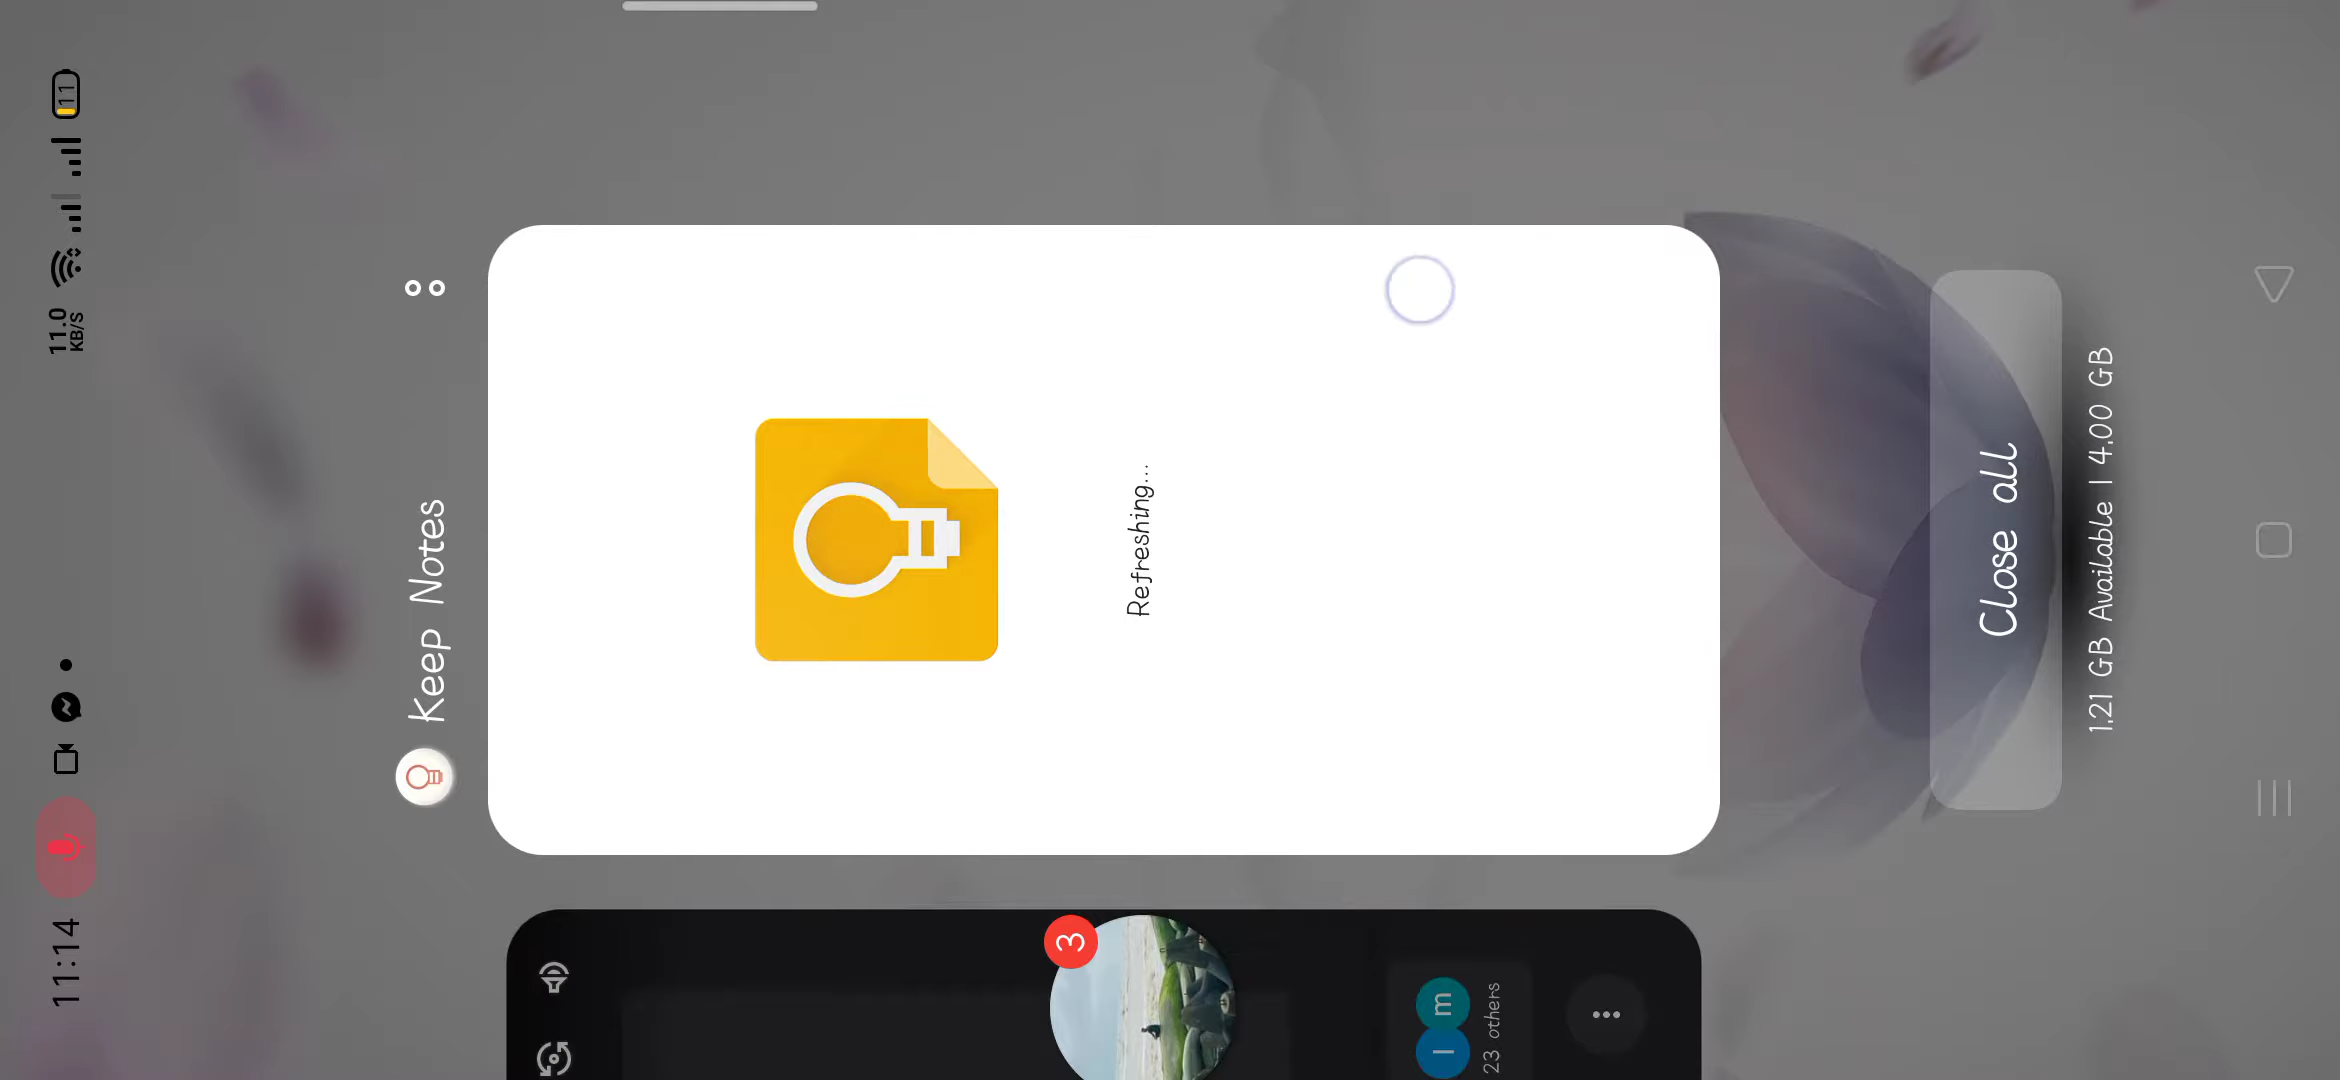 11:14
11.0
KB/S
11
Keep Notes
Refreshing...
3
l
m
23 others
Close all
1.21 GB Available | 4.00 GB